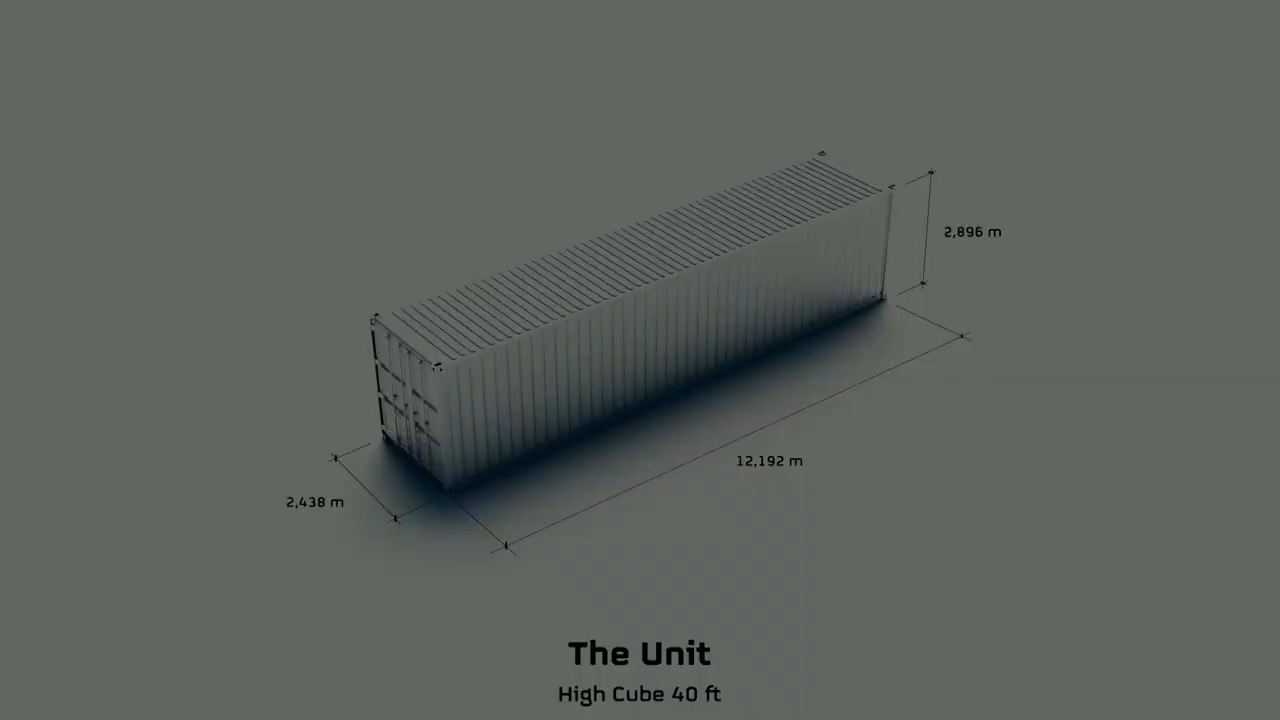 2,896 m
12,192 m
2,438 m
The Unit
High Cube 40 ft